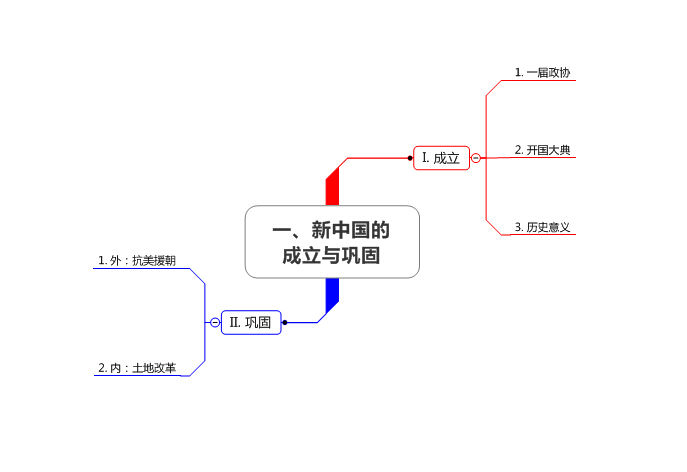 一、新中国的
成立与巩固
I. 成立
1. 一届政协
2. 开国大典
3. 历史意义
II. 巩固
1. 外：抗美援朝
2. 内：土地改革